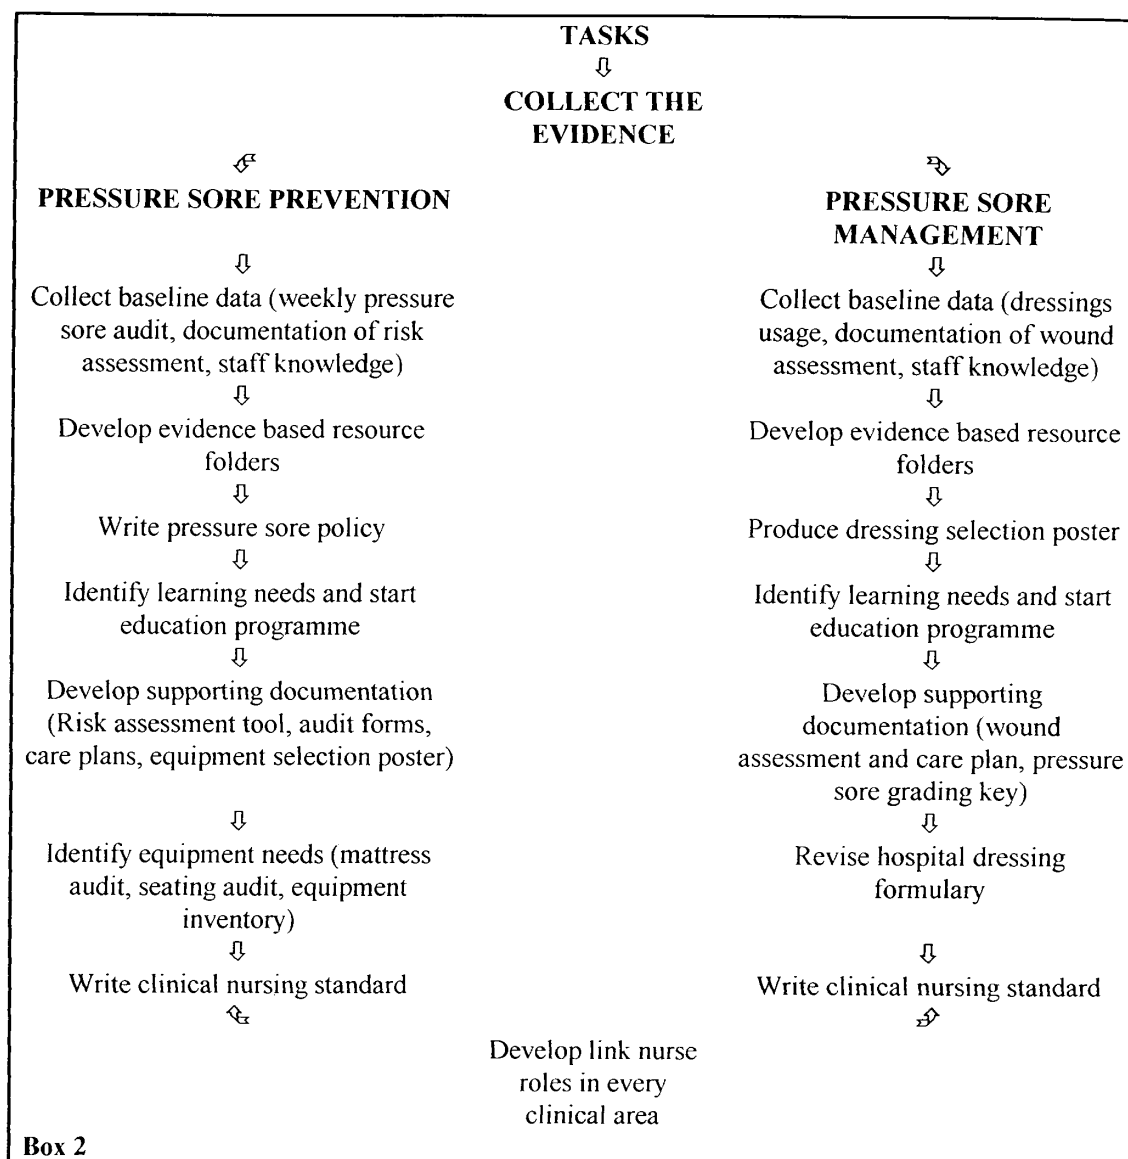 TASKS
⇩
COLLECT THE
EVIDENCE
PRESSURE SORE PREVENTION
⇩
Collect baseline data (weekly pressure
sore audit, documentation of risk
assessment, staff knowledge)
⇩
Develop evidence based resource
folders
⇩
Write pressure sore policy
⇩
Identify learning needs and start
education programme
⇩
Develop supporting documentation
(Risk assessment tool, audit forms,
care plans, equipment selection poster)
⇩
Identify equipment needs (mattress
audit, seating audit, equipment
inventory)
⇩
Write clinical nursing standard
PRESSURE SORE
MANAGEMENT
⇩
Collect baseline data (dressings
usage, documentation of wound
assessment, staff knowledge)
⇩
Develop evidence based resource
folders
⇩
Produce dressing selection poster
⇩
Identify learning needs and start
education programme
⇩
Develop supporting
documentation (wound
assessment and care plan, pressure
sore grading key)
⇩
Revise hospital dressing
formulary
⇩
Write clinical nursing standard
Develop link nurse
roles in every
clinical area
Box 2